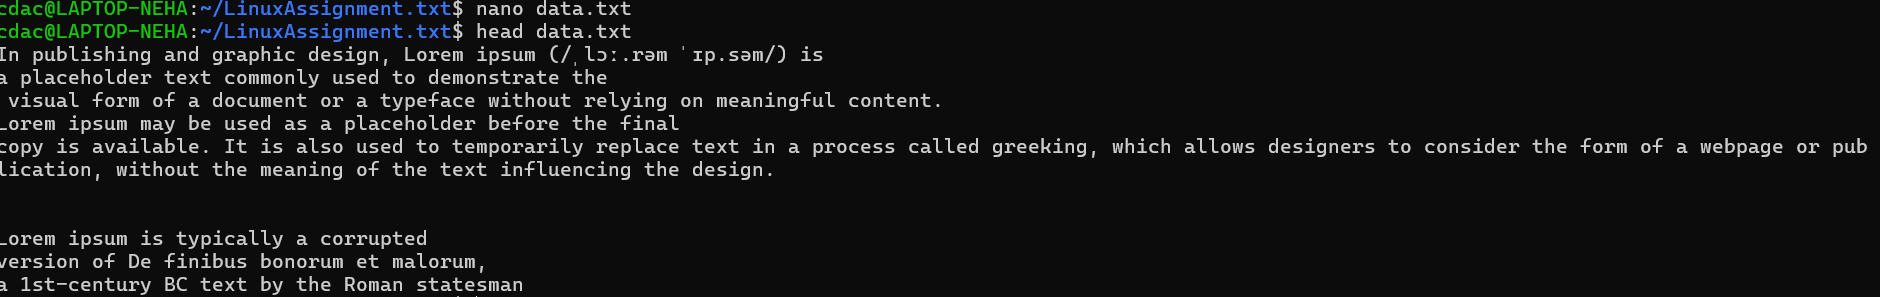 cdac@LAPTOP-NEHA:~/LinuxAssignment.txt$ nano data.txt
cdac@LAPTOP-NEHA:~/LinuxAssignment.txt$ head data.txt
In publishing and graphic design, Lorem ipsum (/ˌlɔː.rəm ˈɪp.səm/) is
a placeholder text commonly used to demonstrate the
 visual form of a document or a typeface without relying on meaningful content.
Lorem ipsum may be used as a placeholder before the final
copy is available. It is also used to temporarily replace text in a process called greeking, which allows designers to consider the form of a webpage or pub
lication, without the meaning of the text influencing the design.
Lorem ipsum is typically a corrupted
version of De finibus bonorum et malorum,
a 1st-century BC text by the Roman statesman